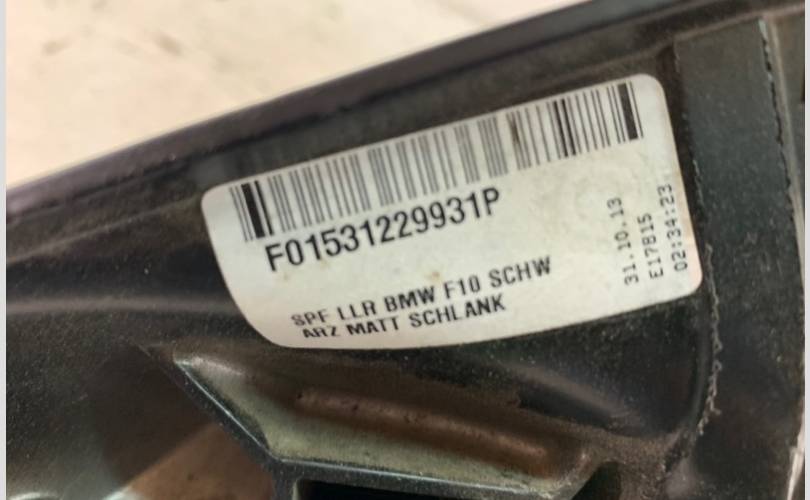 F01531229931P
SPF LLR BMW F10 SCHW
ARZ MATT SCHLANK
31.10.13
E17815
02:34:23